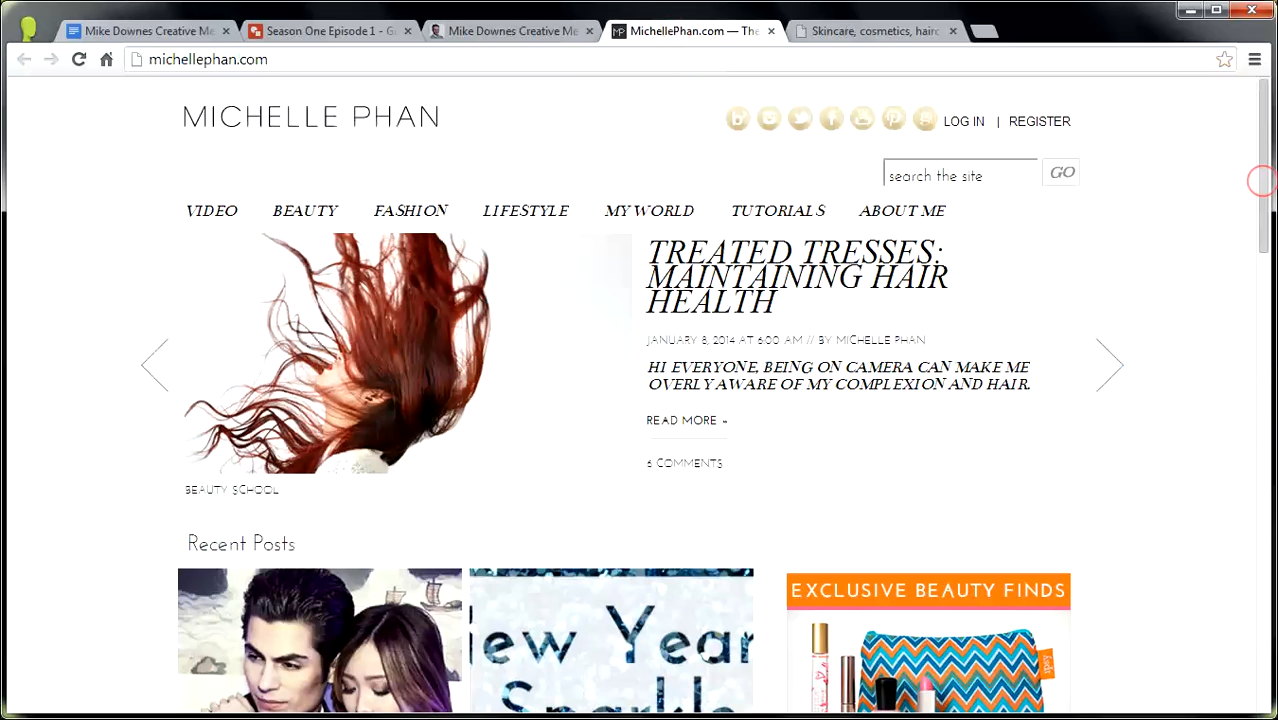 Mike Downes Creative Me
Season One Episode 1 - G
Mike Downes Creative Me
MichellePhan.com — The
Skincare, cosmetics, hairc
michellephan.com
MICHELLE PHAN
LOG IN | REGISTER
search the site
GO
VIDEO BEAUTY FASHION LIFESTYLE MY WORLD TUTORIALS ABOUT ME
TREATED TRESSES:
MAINTAINING HAIR
HEALTH
JANUARY 8, 2014 AT 6:00 AM // BY MICHELLE PHAN
HI EVERYONE, BEING ON CAMERA CAN MAKE ME
OVERLY AWARE OF MY COMPLEXION AND HAIR.
READ MORE »
6 COMMENTS
BEAUTY SCHOOL
Recent Posts
New Year
Sparkle
EXCLUSIVE BEAUTY FINDS